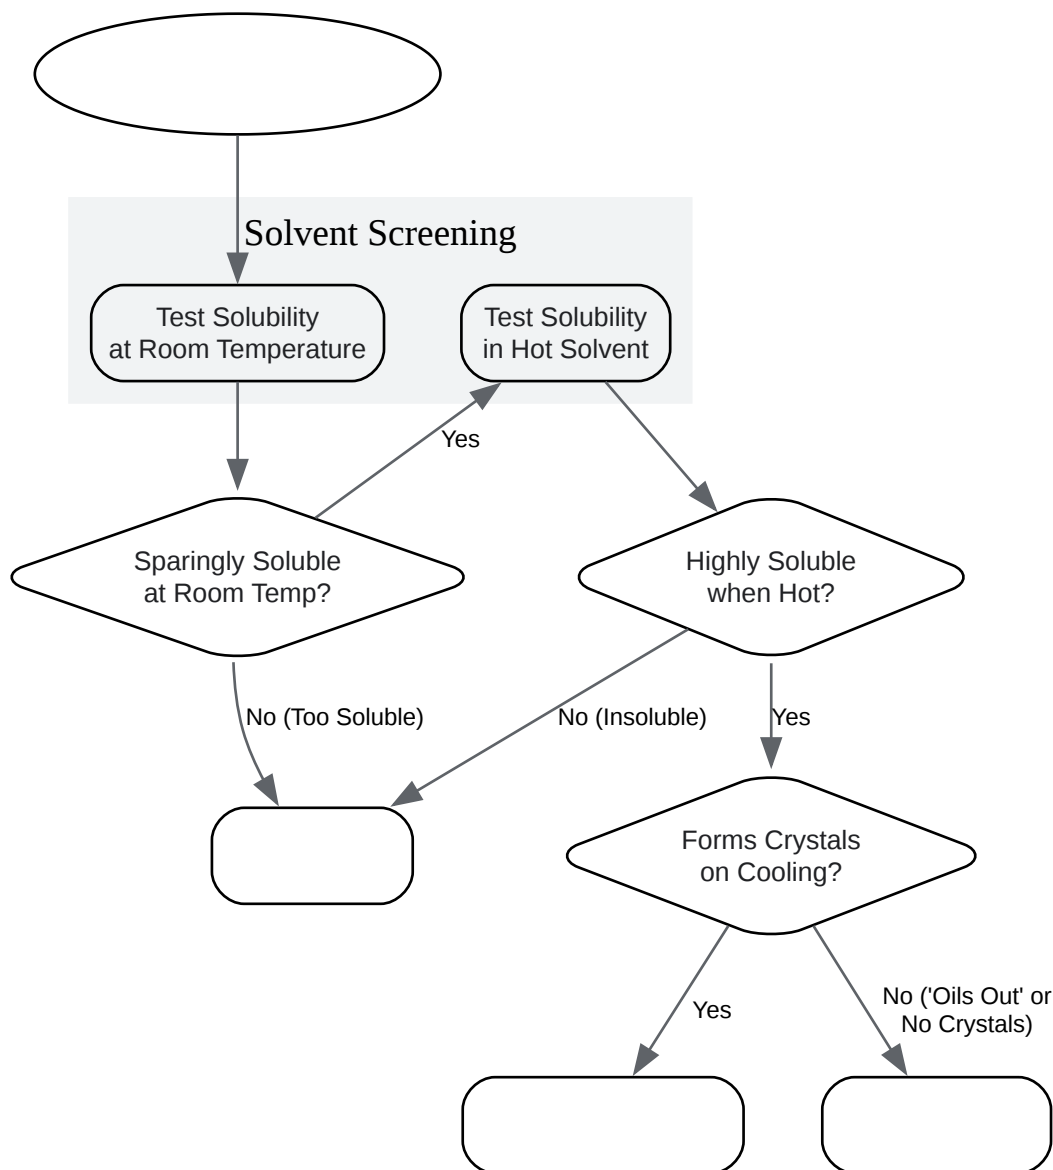 Solvent Screening
Test Solubility
at Room Temperature
Test Solubility
in Hot Solvent
Yes
Sparingly Soluble
at Room Temp?
Highly Soluble
when Hot?
No (Too Soluble)
No (Insoluble)
Yes
Forms Crystals
on Cooling?
Yes
No ('Oils Out' or
No Crystals)